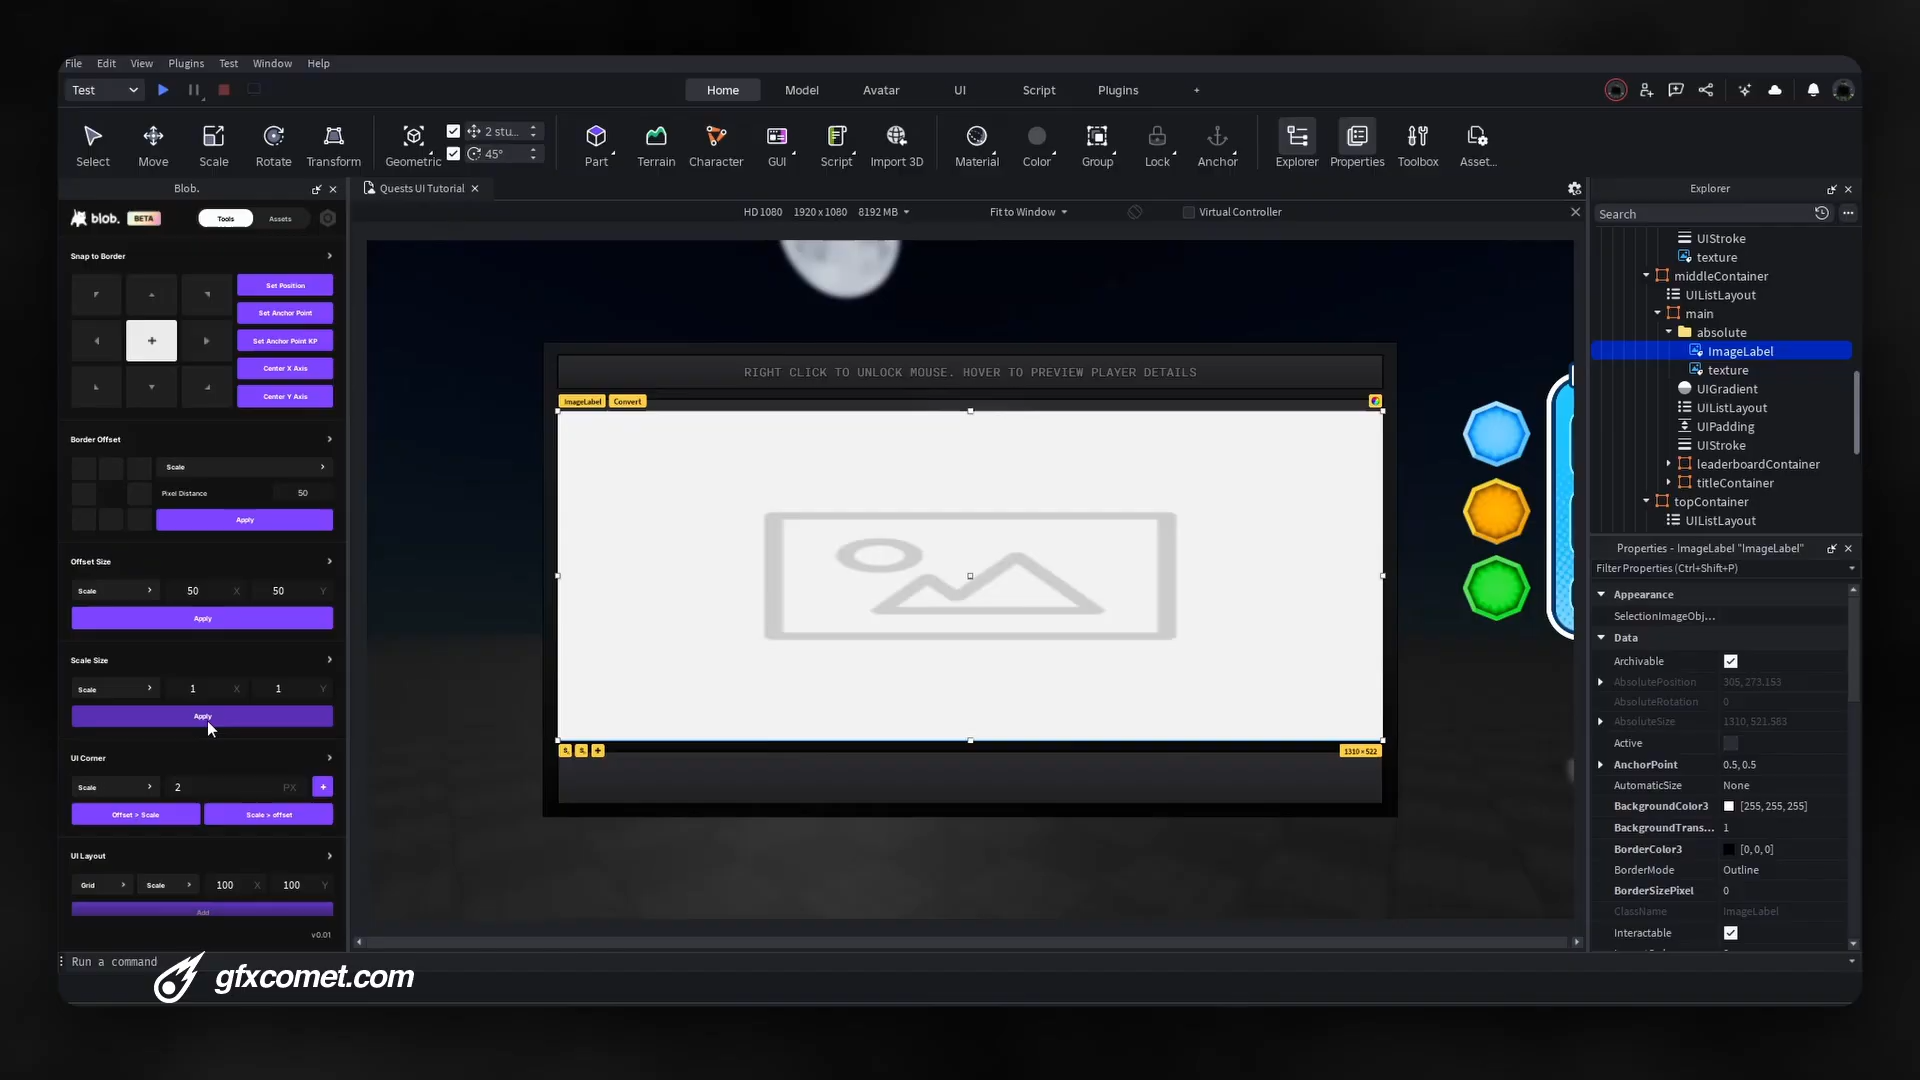 File Edit View Plugins Test Window Help
Test
Home Model Avatar UI Script Plugins +
2 stu...
45°
Select Move Scale Rotate Transform Geometric Part Terrain Character GUI Script Import 3D Material Color Group Lock Anchor Explorer Properties Toolbox Asset...
Blob.
Quests UI Tutorial
Explorer
blob. BETA Tools Assets
HD 1080 1920 x 1080 8192 MB Fit to Window Virtual Controller
Search
Snap to Border
Set Position
Set Anchor Point
Set Anchor Point KP
Center X Axis
Center Y Axis
Border Offset
Scale
Pixel Distance 50
Apply
Offset Size
Scale 50 X 50 Y
Apply
Scale Size
Scale 1 X 1 Y
Apply
UI Corner
Scale 2 PX +
Offset > Scale Scale > offset
UI Layout
Grid Scale 100 X 100 Y
Add
v0.01
RIGHT CLICK TO UNLOCK MOUSE. HOVER TO PREVIEW PLAYER DETAILS
ImageLabel Convert
1310 × 522
UIStroke
texture
middleContainer
UIListLayout
main
absolute
ImageLabel
texture
UIGradient
UIListLayout
UIPadding
UIStroke
leaderboardContainer
titleContainer
topContainer
UIListLayout
Properties - ImageLabel "ImageLabel"
Filter Properties (Ctrl+Shift+P)
Appearance
SelectionImageObj...
Data
Archivable
AbsolutePosition 305, 273.153
AbsoluteRotation 0
AbsoluteSize 1310, 521.583
Active
AnchorPoint 0.5, 0.5
AutomaticSize None
BackgroundColor3 [255, 255, 255]
BackgroundTrans... 1
BorderColor3 [0, 0, 0]
BorderMode Outline
BorderSizePixel 0
ClassName ImageLabel
Interactable
Run a command
gfxcomet.com